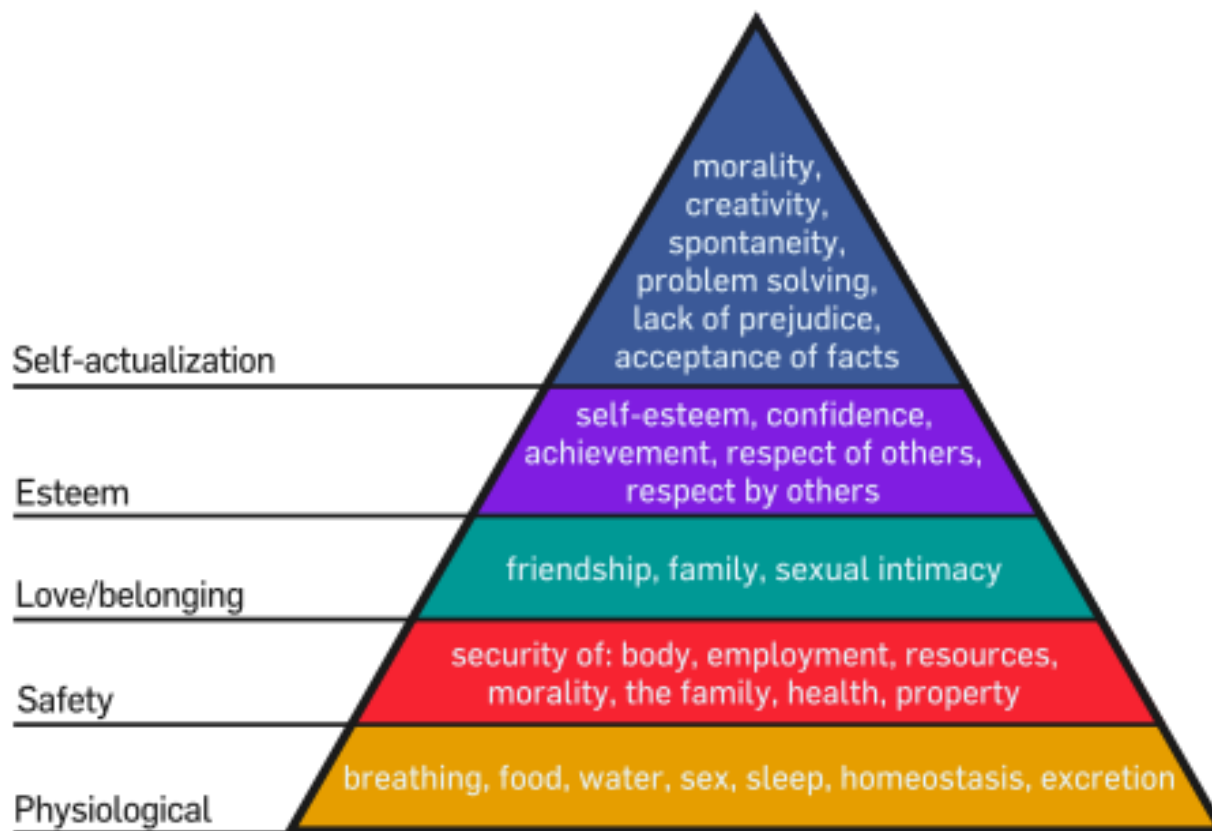 morality,
creativity,
spontaneity,
problem solving,
lack of prejudice,
acceptance of facts
Self-actualization
self-esteem, confidence,
achievement, respect of others,
respect by others
Esteem
friendship, family, sexual intimacy
Love/belonging
security of: body, employment, resources,
morality, the family, health, property
Safety
breathing, food, water, sex, sleep, homeostasis, excretion
Physiological